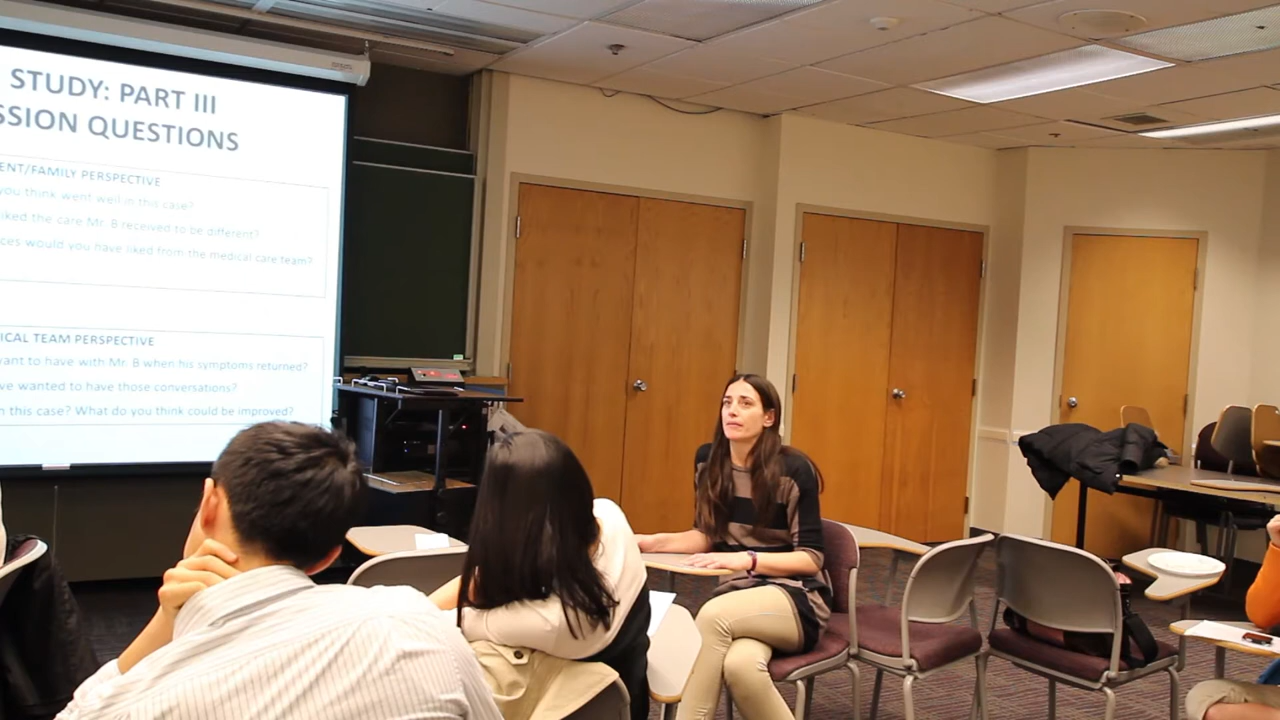 STUDY: PART III
SSION QUESTIONS
ENT/FAMILY PERSPECTIVE
you think went well in this case?
liked the care Mr. B received to be different?
ces would you have liked from the medical care team?
ICAL TEAM PERSPECTIVE
want to have with Mr. B when his symptoms returned?
ve wanted to have those conversations?
n this case? What do you think could be improved?